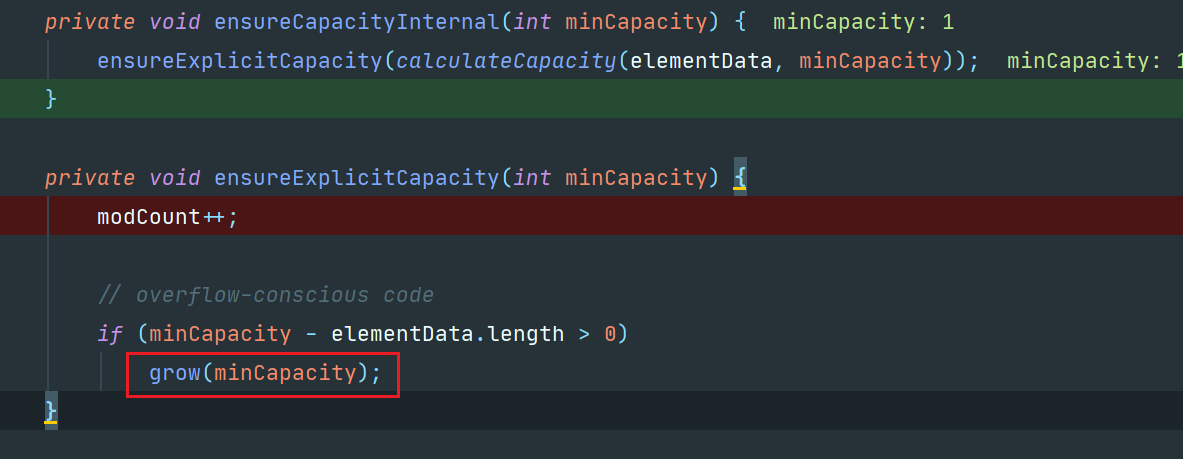 private void ensureCapacityInternal(int minCapacity) {  minCapacity: 1
    ensureExplicitCapacity(calculateCapacity(elementData, minCapacity));  minCapacity: 1
}
private void ensureExplicitCapacity(int minCapacity) {
    modCount++;
    // overflow-conscious code
    if (minCapacity - elementData.length > 0)
        grow(minCapacity);
}